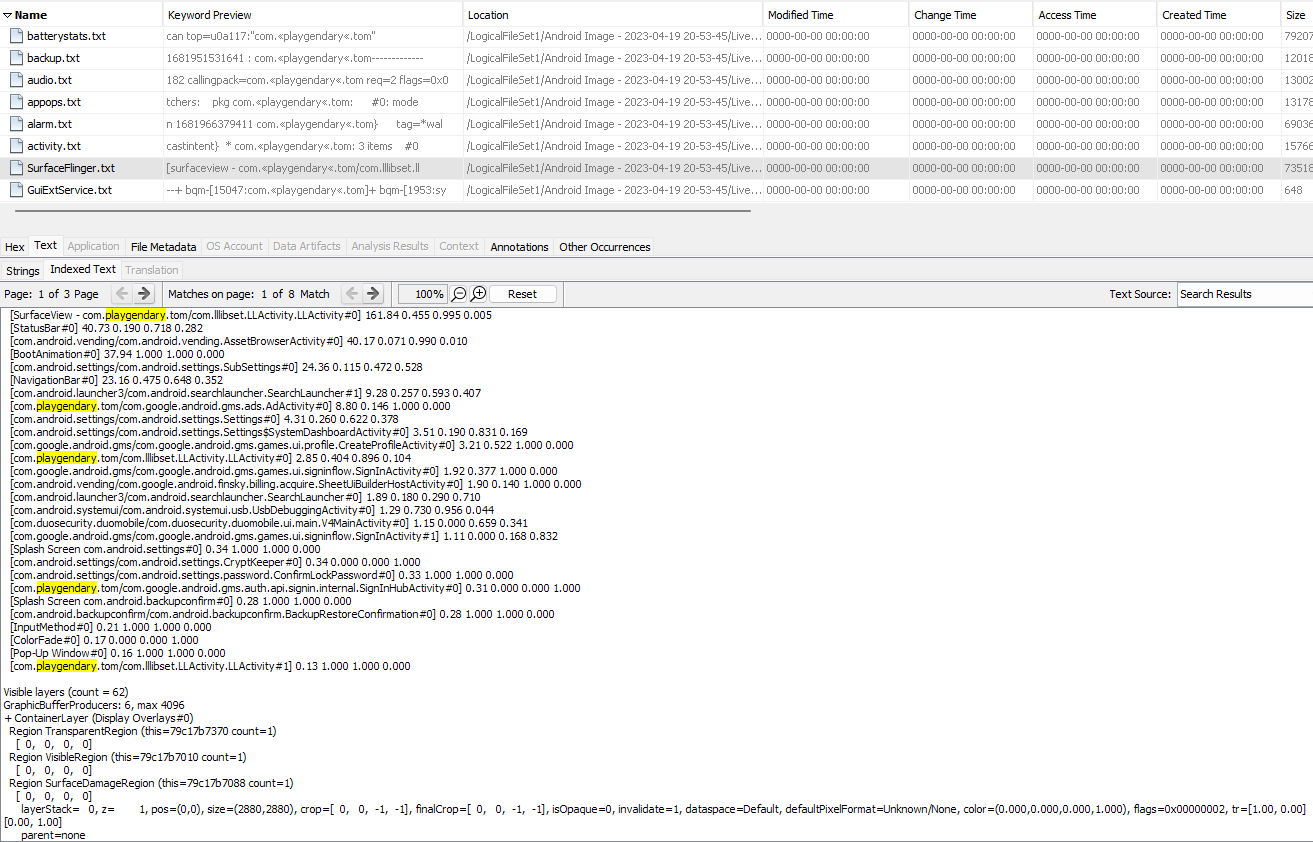 Name Keyword Preview Location Modified Time Change Time Access Time Created Time Size
batterystats.txt can top=u0a117:"com.«playgendary«.tom" /LogicalFileSet1/Android Image - 2023-04-19 20-53-45/Live... 0000-00-00 00:00:00 0000-00-00 00:00:00 0000-00-00 00:00:00 0000-00-00 00:00:00 79207
backup.txt 1681951531641 : com.«playgendary«.tom------------- /LogicalFileSet1/Android Image - 2023-04-19 20-53-45/Live... 0000-00-00 00:00:00 0000-00-00 00:00:00 0000-00-00 00:00:00 0000-00-00 00:00:00 12018
audio.txt 182 callingpack=com.«playgendary«.tom req=2 flags=0x0 /LogicalFileSet1/Android Image - 2023-04-19 20-53-45/Live... 0000-00-00 00:00:00 0000-00-00 00:00:00 0000-00-00 00:00:00 0000-00-00 00:00:00 13002
appops.txt tchers: pkg com.«playgendary«.tom: #0: mode /LogicalFileSet1/Android Image - 2023-04-19 20-53-45/Live... 0000-00-00 00:00:00 0000-00-00 00:00:00 0000-00-00 00:00:00 0000-00-00 00:00:00 13178
alarm.txt n 1681966379411 com.«playgendary«.tom} tag=*wal /LogicalFileSet1/Android Image - 2023-04-19 20-53-45/Live... 0000-00-00 00:00:00 0000-00-00 00:00:00 0000-00-00 00:00:00 0000-00-00 00:00:00 69036
activity.txt castintent} * com.«playgendary«.tom: 3 items #0 /LogicalFileSet1/Android Image - 2023-04-19 20-53-45/Live... 0000-00-00 00:00:00 0000-00-00 00:00:00 0000-00-00 00:00:00 0000-00-00 00:00:00 15766
SurfaceFlinger.txt [surfaceview - com.«playgendary«.tom/com.lllibset.ll /LogicalFileSet1/Android Image - 2023-04-19 20-53-45/Live... 0000-00-00 00:00:00 0000-00-00 00:00:00 0000-00-00 00:00:00 0000-00-00 00:00:00 73518
GuiExtService.txt --+ bqm-[15047:com.«playgendary«.tom]+ bqm-[1953:sy /LogicalFileSet1/Android Image - 2023-04-19 20-53-45/Live... 0000-00-00 00:00:00 0000-00-00 00:00:00 0000-00-00 00:00:00 0000-00-00 00:00:00 648
Hex Text Application File Metadata OS Account Data Artifacts Analysis Results Context Annotations Other Occurrences
Strings Indexed Text Translation
Page: 1 of 3 Page Matches on page: 1 of 8 Match 100% Reset Text Source: Search Results
[SurfaceView - com.playgendary.tom/com.lllibset.LLActivity.LLActivity#0] 161.84 0.455 0.995 0.005
[StatusBar#0] 40.73 0.190 0.718 0.282
[com.android.vending/com.android.vending.AssetBrowserActivity#0] 40.17 0.071 0.990 0.010
[BootAnimation#0] 37.94 1.000 1.000 0.000
[com.android.settings/com.android.settings.SubSettings#0] 24.36 0.115 0.472 0.528
[NavigationBar#0] 23.16 0.475 0.648 0.352
[com.android.launcher3/com.android.searchlauncher.SearchLauncher#1] 9.28 0.257 0.593 0.407
[com.playgendary.tom/com.google.android.gms.ads.AdActivity#0] 8.80 0.146 1.000 0.000
[com.android.settings/com.android.settings.Settings#0] 4.31 0.260 0.622 0.378
[com.android.settings/com.android.settings.Settings$SystemDashboardActivity#0] 3.51 0.190 0.831 0.169
[com.google.android.gms/com.google.android.gms.games.ui.profile.CreateProfileActivity#0] 3.21 0.522 1.000 0.000
[com.playgendary.tom/com.lllibset.LLActivity.LLActivity#0] 2.85 0.404 0.896 0.104
[com.google.android.gms/com.google.android.gms.games.ui.signinflow.SignInActivity#0] 1.92 0.377 1.000 0.000
[com.android.vending/com.google.android.finsky.billing.acquire.SheetUiBuilderHostActivity#0] 1.90 0.140 1.000 0.000
[com.android.launcher3/com.android.searchlauncher.SearchLauncher#0] 1.89 0.180 0.290 0.710
[com.android.systemui/com.android.systemui.usb.UsbDebuggingActivity#0] 1.29 0.730 0.956 0.044
[com.duosecurity.duomobile/com.duosecurity.duomobile.ui.main.V4MainActivity#0] 1.15 0.000 0.659 0.341
[com.google.android.gms/com.google.android.gms.games.ui.signinflow.SignInActivity#1] 1.11 0.000 0.168 0.832
[Splash Screen com.android.settings#0] 0.34 1.000 1.000 0.000
[com.android.settings/com.android.settings.CryptKeeper#0] 0.34 0.000 0.000 1.000
[com.android.settings/com.android.settings.password.ConfirmLockPassword#0] 0.33 1.000 1.000 0.000
[com.playgendary.tom/com.google.android.gms.auth.api.signin.internal.SignInHubActivity#0] 0.31 0.000 0.000 1.000
[Splash Screen com.android.backupconfirm#0] 0.28 1.000 1.000 0.000
[com.android.backupconfirm/com.android.backupconfirm.BackupRestoreConfirmation#0] 0.28 1.000 1.000 0.000
[InputMethod#0] 0.21 1.000 1.000 0.000
[ColorFade#0] 0.17 0.000 0.000 1.000
[Pop-Up Window#0] 0.16 1.000 1.000 0.000
[com.playgendary.tom/com.lllibset.LLActivity.LLActivity#1] 0.13 1.000 1.000 0.000
Visible layers (count = 62)
GraphicBufferProducers: 6, max 4096
+ ContainerLayer (Display Overlays#0)
Region TransparentRegion (this=79c17b7370 count=1)
[ 0, 0, 0, 0]
Region VisibleRegion (this=79c17b7010 count=1)
[ 0, 0, 0, 0]
Region SurfaceDamageRegion (this=79c17b7088 count=1)
[ 0, 0, 0, 0]
layerStack= 0, z= 1, pos=(0,0), size=(2880,2880), crop=[ 0, 0, -1, -1], finalCrop=[ 0, 0, -1, -1], isOpaque=0, invalidate=1, dataspace=Default, defaultPixelFormat=Unknown/None, color=(0.000,0.000,0.000,1.000), flags=0x00000002, tr=[1.00, 0.00]
[0.00, 1.00]
parent=none